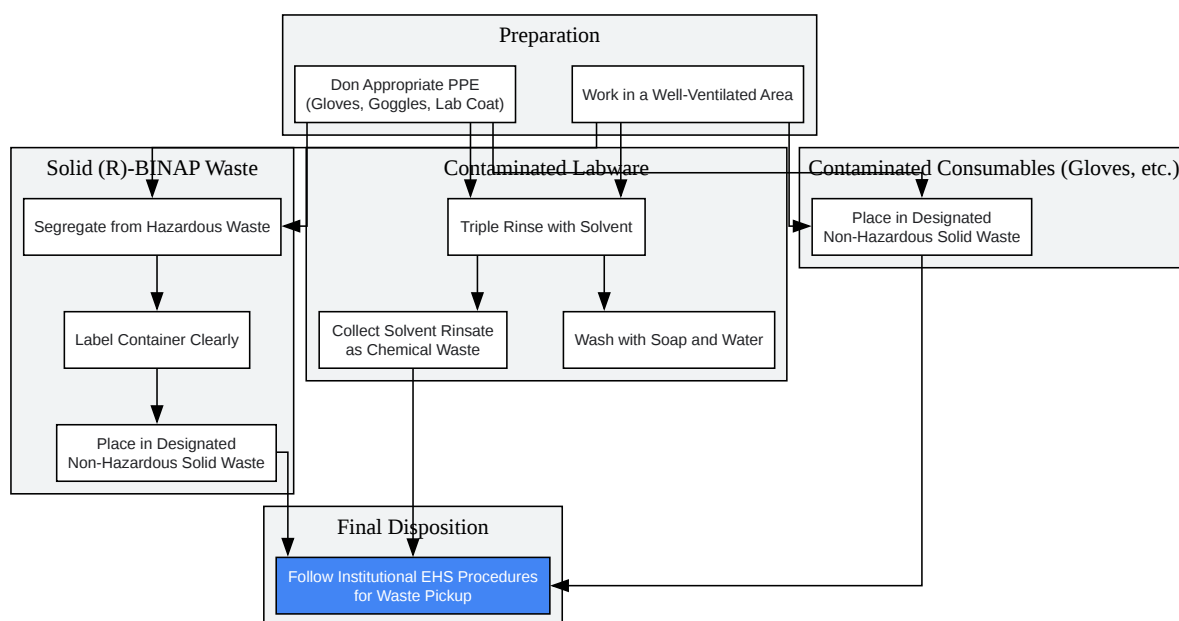 Preparation
Don Appropriate PPE
(Gloves, Goggles, Lab Coat)
Work in a Well-Ventilated Area
Solid (R)-BINAP Waste
Segregate from Hazardous Waste
Label Container Clearly
Place in Designated
Non-Hazardous Solid Waste
Contaminated Labware
Triple Rinse with Solvent
Collect Solvent Rinsate
as Chemical Waste
Wash with Soap and Water
Contaminated Consumables (Gloves, etc.)
Place in Designated
Non-Hazardous Solid Waste
Final Disposition
Follow Institutional EHS Procedures
for Waste Pickup